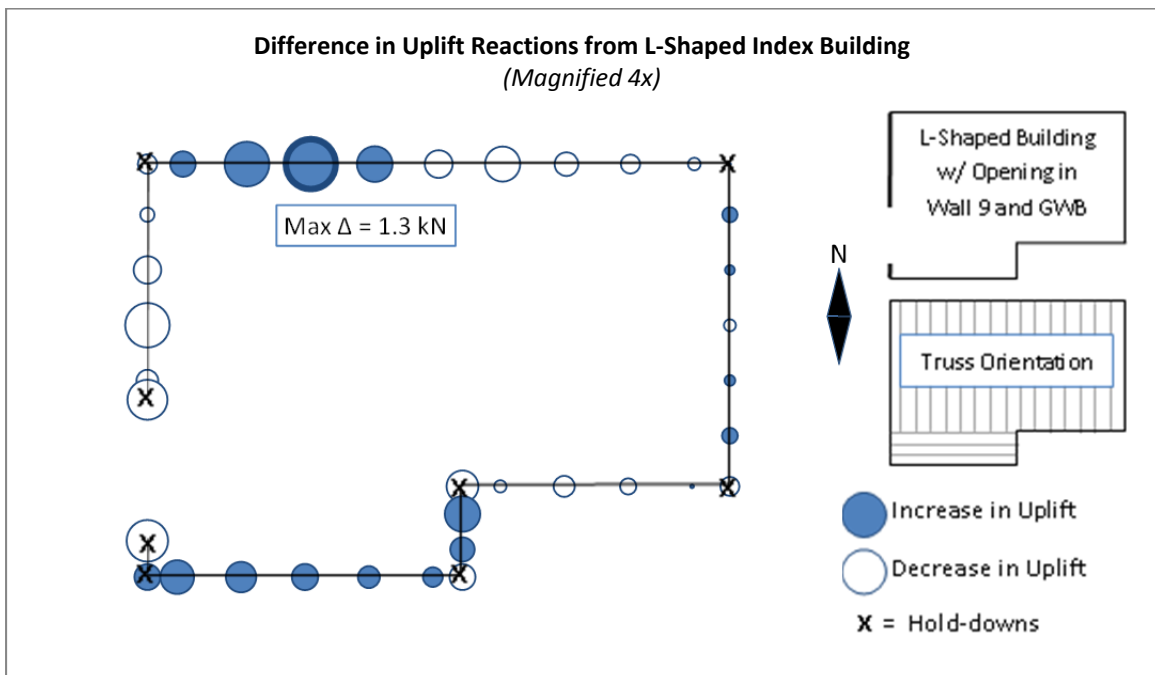 Difference in Uplift Reactions from L-Shaped Index Building
(Magnified 4x)
L-Shaped Building
w/ Opening in
Wall 9 and GWB
Max Δ = 1.3 kN
N
Truss Orientation
Increase in Uplift
Decrease in Uplift
X = Hold-downs
X
X
X
X
X
X
X
X